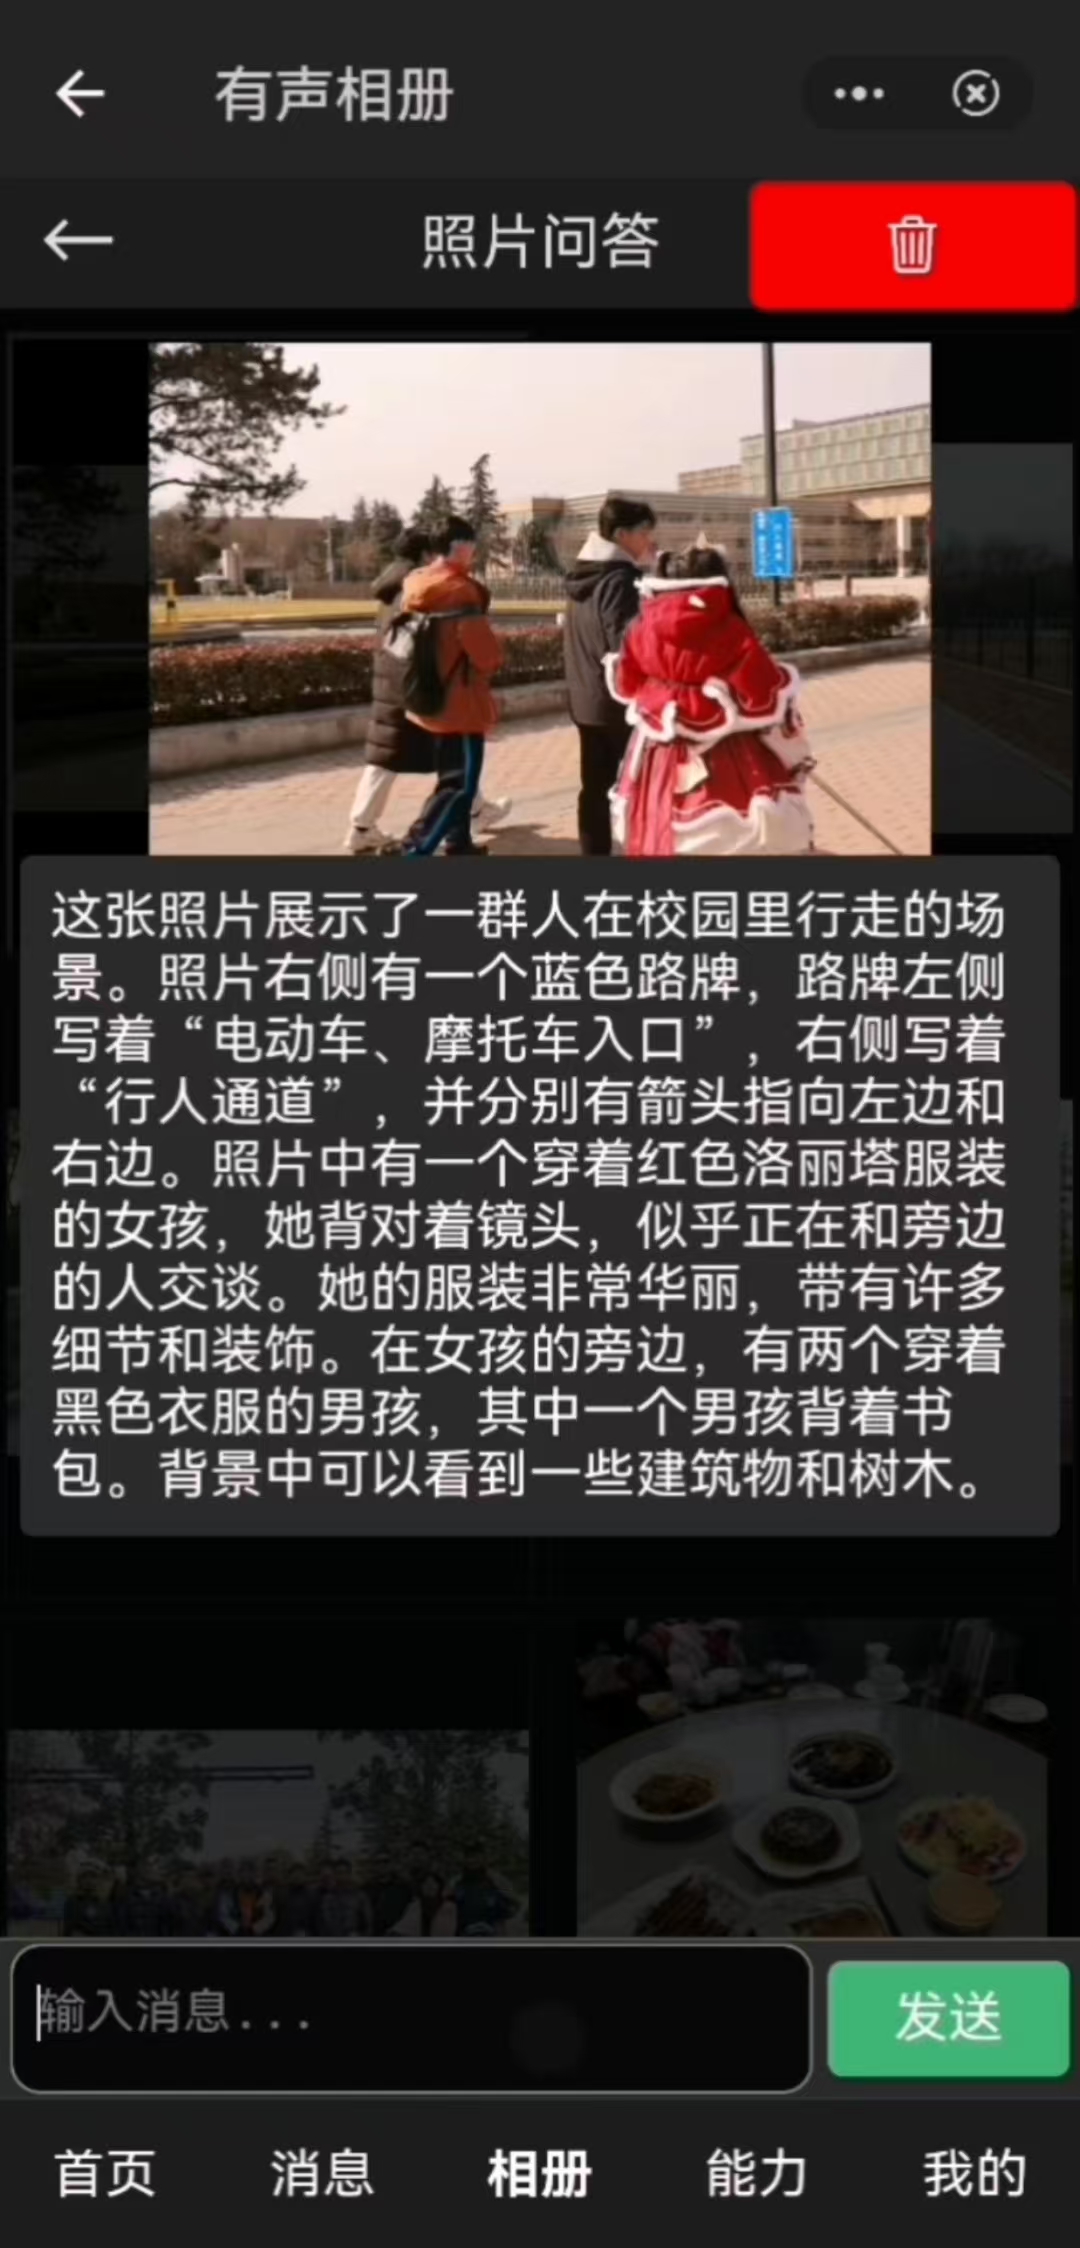 有声相册
照片问答
这张照片展示了一群人在校园里行走的场
景。照片右侧有一个蓝色路牌，路牌左侧
写着“电动车、摩托车入口”，右侧写着
“行人通道”，并分别有箭头指向左边和
右边。照片中有一个穿着红色洛丽塔服装
的女孩，她背对着镜头，似乎正在和旁边
的人交谈。她的服装非常华丽，带有许多
细节和装饰。在女孩的旁边，有两个穿着
黑色衣服的男孩，其中一个男孩背着书
包。背景中可以看到一些建筑物和树木。
输入消息...
发送
首页 消息 相册 能力 我的